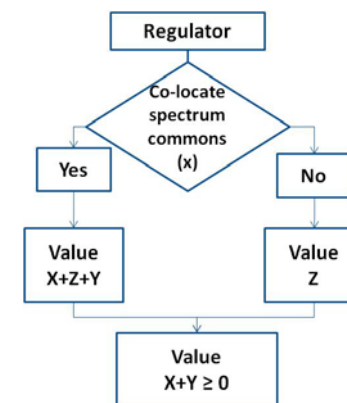 Regulator
Co-locate
spectrum
commons
(x)
Yes
No
Value
X+Z+Y
Value
Z
Value
X+Y ≥ 0